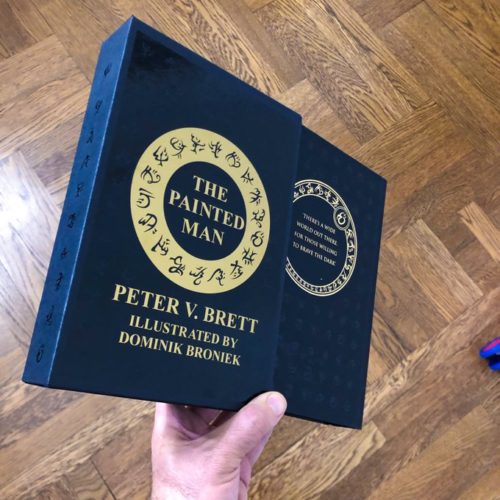 THE
PAINTED
MAN
PETER V. BRETT
ILLUSTRATED BY
DOMINIK BRONIEK
"THERE'S A WIDE
WORLD OUT THERE
FOR THOSE WILLING
TO BRAVE THE DARK"